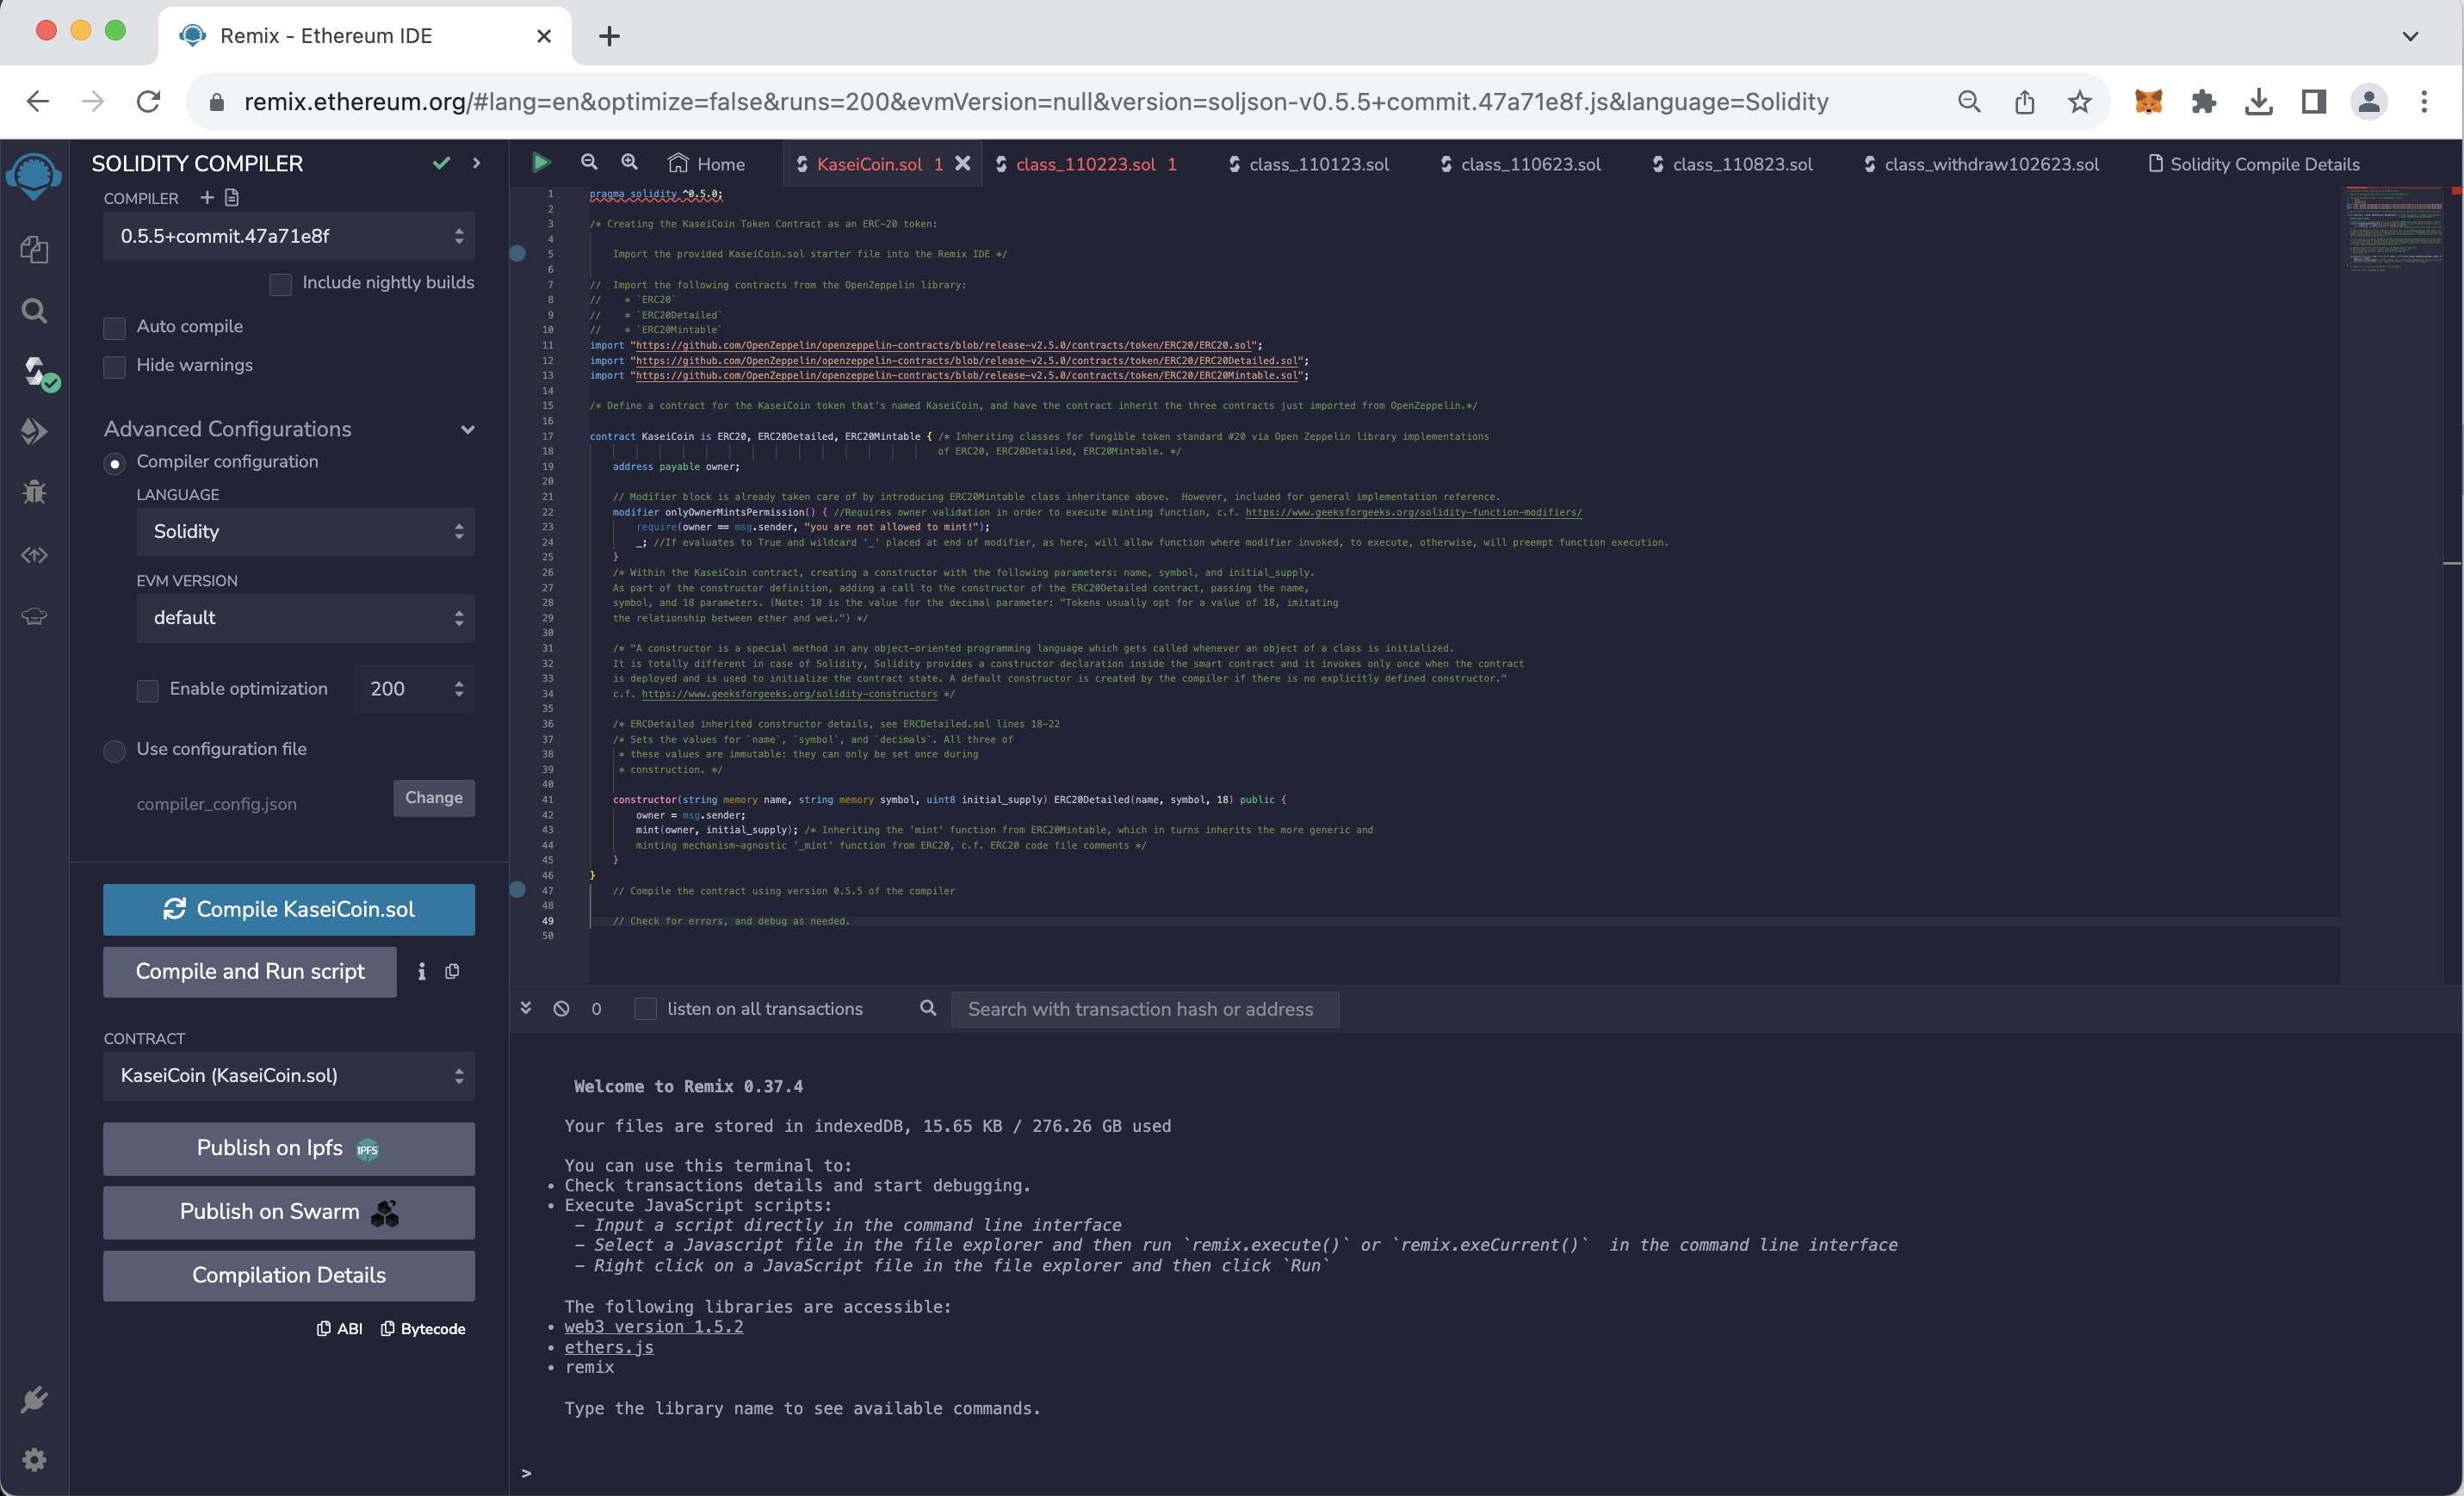 Remix - Ethereum IDE
remix.ethereum.org/#lang=en&optimize=false&runs=200&evmVersion=null&version=soljson-v0.5.5+commit.47a71e8f.js&language=Solidity
SOLIDITY COMPILER
COMPILER
0.5.5+commit.47a71e8f
Include nightly builds
Auto compile
Hide warnings
Advanced Configurations
Compiler configuration
LANGUAGE
Solidity
EVM VERSION
default
Enable optimization 200
Use configuration file
compiler_config.json Change
Compile KaseiCoin.sol
Compile and Run script
CONTRACT
KaseiCoin (KaseiCoin.sol)
Publish on Ipfs IPFS
Publish on Swarm
Compilation Details
ABI Bytecode
Home KaseiCoin.sol 1 class_110223.sol 1 class_110123.sol class_110623.sol class_110823.sol class_withdraw102623.sol Solidity Compile Details
1 pragma solidity ^0.5.0;
2
3 /* Creating the KaseiCoin Token Contract as an ERC-20 token:
4
5 Import the provided KaseiCoin.sol starter file into the Remix IDE */
6
7 // Import the following contracts from the OpenZeppelin library:
8 // * `ERC20`
9 // * `ERC20Detailed`
10 // * `ERC20Mintable`
11 import "https://github.com/OpenZeppelin/openzeppelin-contracts/blob/release-v2.5.0/contracts/token/ERC20/ERC20.sol";
12 import "https://github.com/OpenZeppelin/openzeppelin-contracts/blob/release-v2.5.0/contracts/token/ERC20/ERC20Detailed.sol";
13 import "https://github.com/OpenZeppelin/openzeppelin-contracts/blob/release-v2.5.0/contracts/token/ERC20/ERC20Mintable.sol";
14
15 /* Define a contract for the KaseiCoin token that's named KaseiCoin, and have the contract inherit the three contracts just imported from OpenZeppelin.*/
16
17 contract KaseiCoin is ERC20, ERC20Detailed, ERC20Mintable { /* Inheriting classes for fungible token standard #20 via Open Zeppelin library implementations
18 of ERC20, ERC20Detailed, ERC20Mintable. */
19 address payable owner;
20
21 // Modifier block is already taken care of by introducing ERC20Mintable class inheritance above. However, included for general implementation reference.
22 modifier onlyOwnerMintsPermission() { //Requires owner validation in order to execute minting function, c.f. https://www.geeksforgeeks.org/solidity-function-modifiers/
23 require(owner == msg.sender, "you are not allowed to mint!");
24 _; //If evaluates to True and wildcard '_' placed at end of modifier, as here, will allow function where modifier invoked, to execute, otherwise, will preempt function execution.
25 }
26 /* Within the KaseiCoin contract, creating a constructor with the following parameters: name, symbol, and initial_supply.
27 As part of the constructor definition, adding a call to the constructor of the ERC20Detailed contract, passing the name,
28 symbol, and 18 parameters. (Note: 18 is the value for the decimal parameter: "Tokens usually opt for a value of 18, imitating
29 the relationship between ether and wei.") */
30
31 /* "A constructor is a special method in any object-oriented programming language which gets called whenever an object of a class is initialized.
32 It is totally different in case of Solidity, Solidity provides a constructor declaration inside the smart contract and it invokes only once when the contract
33 is deployed and is used to initialize the contract state. A default constructor is created by the compiler if there is no explicitly defined constructor."
34 c.f. https://www.geeksforgeeks.org/solidity-constructors */
35
36 /* ERCDetailed inherited constructor details, see ERCDetailed.sol lines 18-22
37 /* Sets the values for `name`, `symbol`, and `decimals`. All three of
38 * these values are immutable: they can only be set once during
39 * construction. */
40
41 constructor(string memory name, string memory symbol, uint8 initial_supply) ERC20Detailed(name, symbol, 18) public {
42 owner = msg.sender;
43 mint(owner, initial_supply); /* Inheriting the 'mint' function from ERC20Mintable, which in turns inherits the more generic and
44 minting mechanism-agnostic '_mint' function from ERC20, c.f. ERC20 code file comments */
45 }
46 }
47 // Compile the contract using version 0.5.5 of the compiler
48
49 // Check for errors, and debug as needed.
50
0 listen on all transactions Search with transaction hash or address
Welcome to Remix 0.37.4
Your files are stored in indexedDB, 15.65 KB / 276.26 GB used
You can use this terminal to:
• Check transactions details and start debugging.
• Execute JavaScript scripts:
- Input a script directly in the command line interface
- Select a Javascript file in the file explorer and then run `remix.execute()` or `remix.exeCurrent()` in the command line interface
- Right click on a JavaScript file in the file explorer and then click `Run`
The following libraries are accessible:
• web3 version 1.5.2
• ethers.js
• remix
Type the library name to see available commands.
>